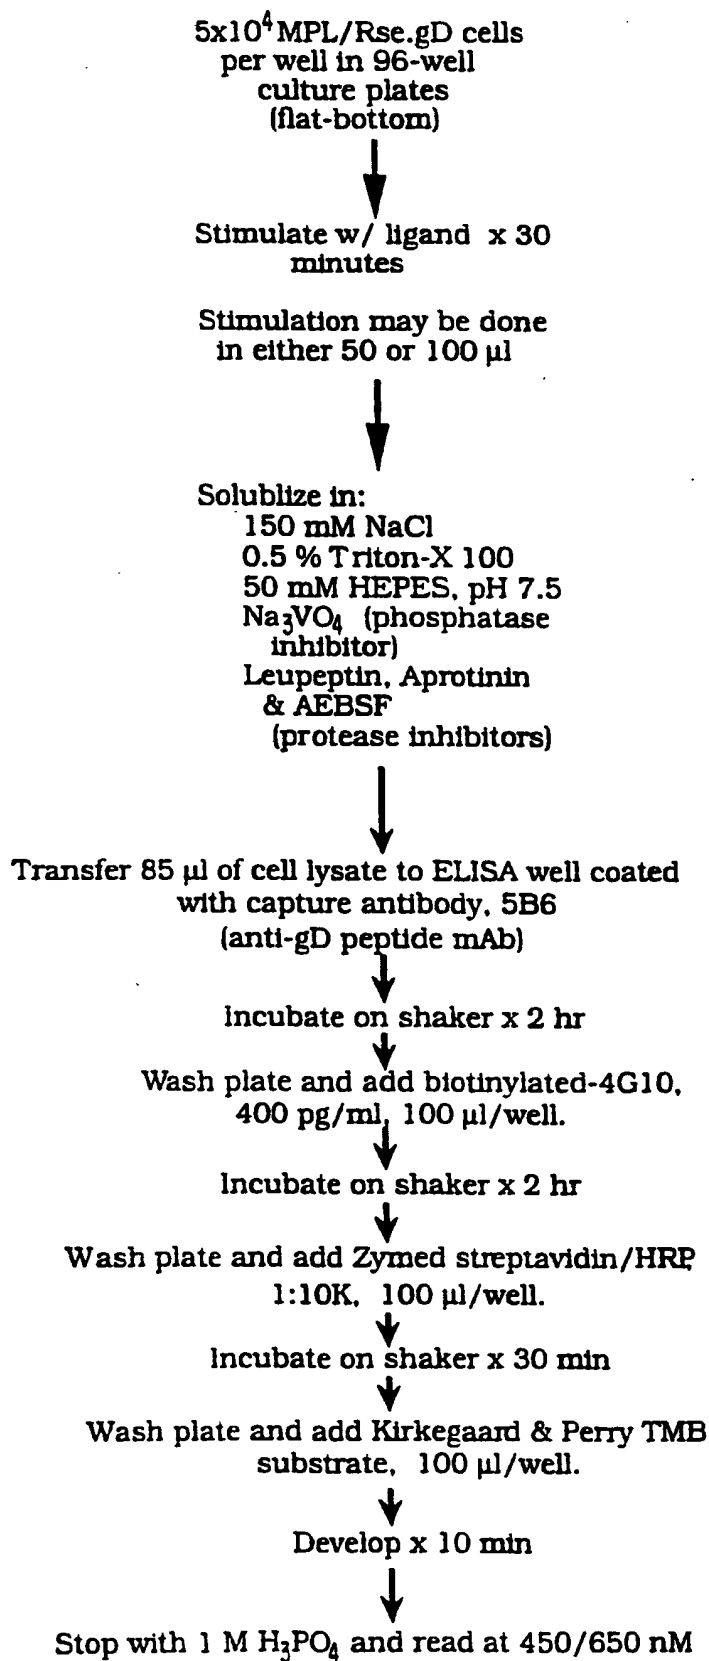 5x10⁴ MPL/Rse.gD cells
per well in 96-well
culture plates
(flat-bottom)
Stimulate w/ ligand x 30
minutes
Stimulation may be done
in either 50 or 100 µl
Solublize in:
150 mM NaCl
0.5 % Triton-X 100
50 mM HEPES, pH 7.5
Na₃VO₄ (phosphatase
inhibitor)
Leupeptin, Aprotinin
& AEBSF
(protease inhibitors)
Transfer 85 µl of cell lysate to ELISA well coated
with capture antibody, 5B6
(anti-gD peptide mAb)
Incubate on shaker x 2 hr
Wash plate and add biotinylated-4G10,
400 pg/ml, 100 µl/well.
Incubate on shaker x 2 hr
Wash plate and add Zymed streptavidin/HRP,
1:10K, 100 µl/well.
Incubate on shaker x 30 min
Wash plate and add Kirkegaard & Perry TMB
substrate, 100 µl/well.
Develop x 10 min
Stop with 1 M H₃PO₄ and read at 450/650 nM